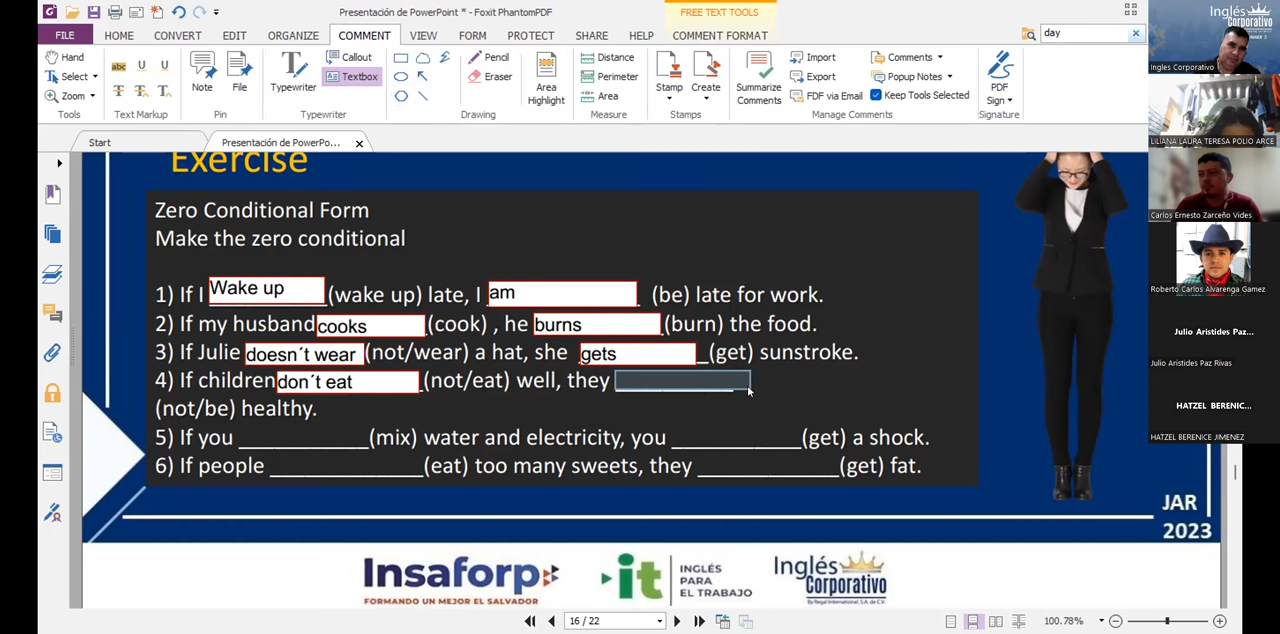 Presentación de PowerPoint * - Foxit PhantomPDF
FREE TEXT TOOLS
FILE HOME CONVERT EDIT ORGANIZE COMMENT VIEW FORM PROTECT SHARE HELP COMMENT FORMAT
day
Hand
Select
Zoom
Tools
abc U U
T T T
Text Markup
Note
File
Pin
Typewriter
Callout
Textbox
Typewriter
Pencil
Eraser
Area Highlight
Drawing
Distance
Perimeter
Area
Measure
Stamp
Create
Stamps
Summarize Comments
Import
Export
FDF via Email
Comments
Popup Notes
Keep Tools Selected
Manage Comments
PDF Sign
Signature
Start
Presentación de PowerPo...
Exercise
Zero Conditional Form
Make the zero conditional
1) If I Wake up (wake up) late, I am (be) late for work.
2) If my husband cooks (cook) , he burns (burn) the food.
3) If Julie doesn´t wear (not/wear) a hat, she gets (get) sunstroke.
4) If children don´t eat (not/eat) well, they
(not/be) healthy.
5) If you ____________(mix) water and electricity, you ____________(get) a shock.
6) If people ______________(eat) too many sweets, they _____________(get) fat.
JAR
2023
Insaforp
FORMANDO UN MEJOR EL SALVADOR
it
INGLÉS
PARA
EL TRABAJO
Inglés
Corporativo
By Regal International, S.A. de C.V.
16 / 22
100.78%
Inglés
Corporativo
Ingles Corporativo
LILIANA LAURA TERESA POLIO ARCE
Carlos Ernesto Zarceño Vides
Roberto Carlos Alvarenga Gamez
Julio Aristides Paz...
Julio Aristides Paz Rivas
HATZEL BERENIC...
HATZEL BERENICE JIMENEZ